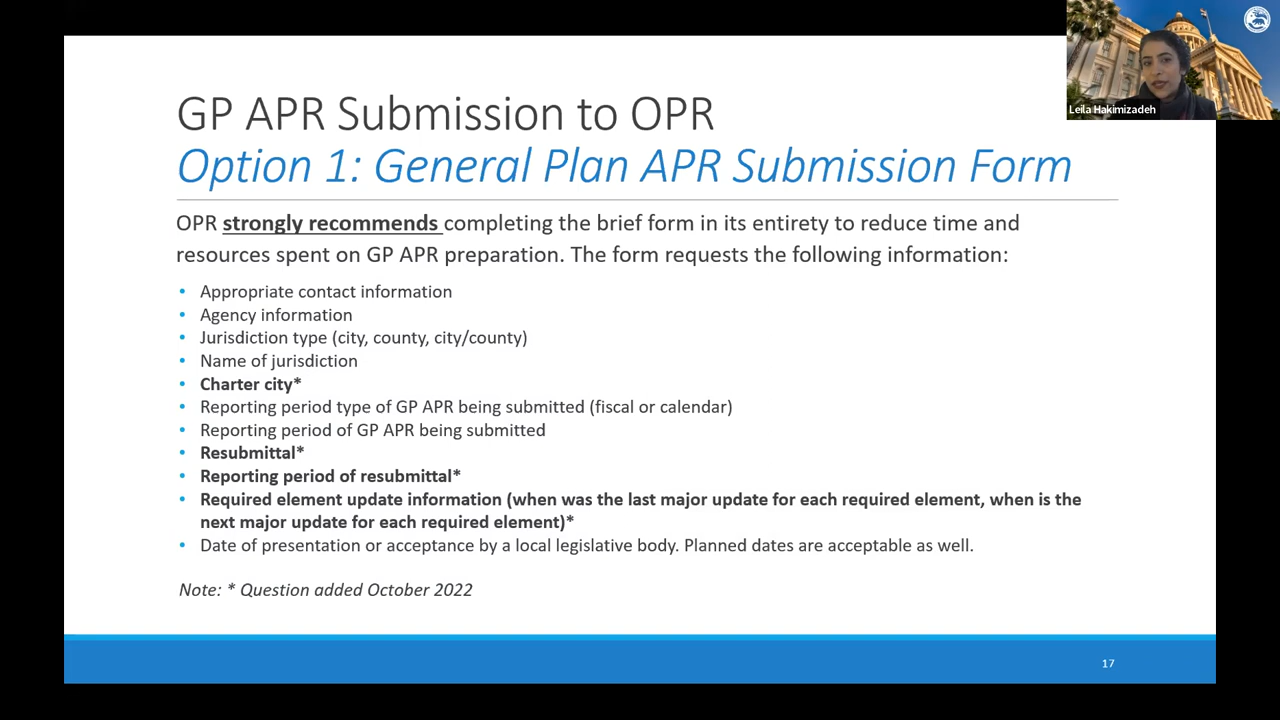 Leila Hakimizadeh
GP APR Submission to OPR
Option 1: General Plan APR Submission Form
OPR strongly recommends completing the brief form in its entirety to reduce time and
resources spent on GP APR preparation. The form requests the following information:
• Appropriate contact information
• Agency information
• Jurisdiction type (city, county, city/county)
• Name of jurisdiction
• Charter city*
• Reporting period type of GP APR being submitted (fiscal or calendar)
• Reporting period of GP APR being submitted
• Resubmittal*
• Reporting period of resubmittal*
• Required element update information (when was the last major update for each required element, when is the
next major update for each required element)*
• Date of presentation or acceptance by a local legislative body. Planned dates are acceptable as well.
Note: * Question added October 2022
17